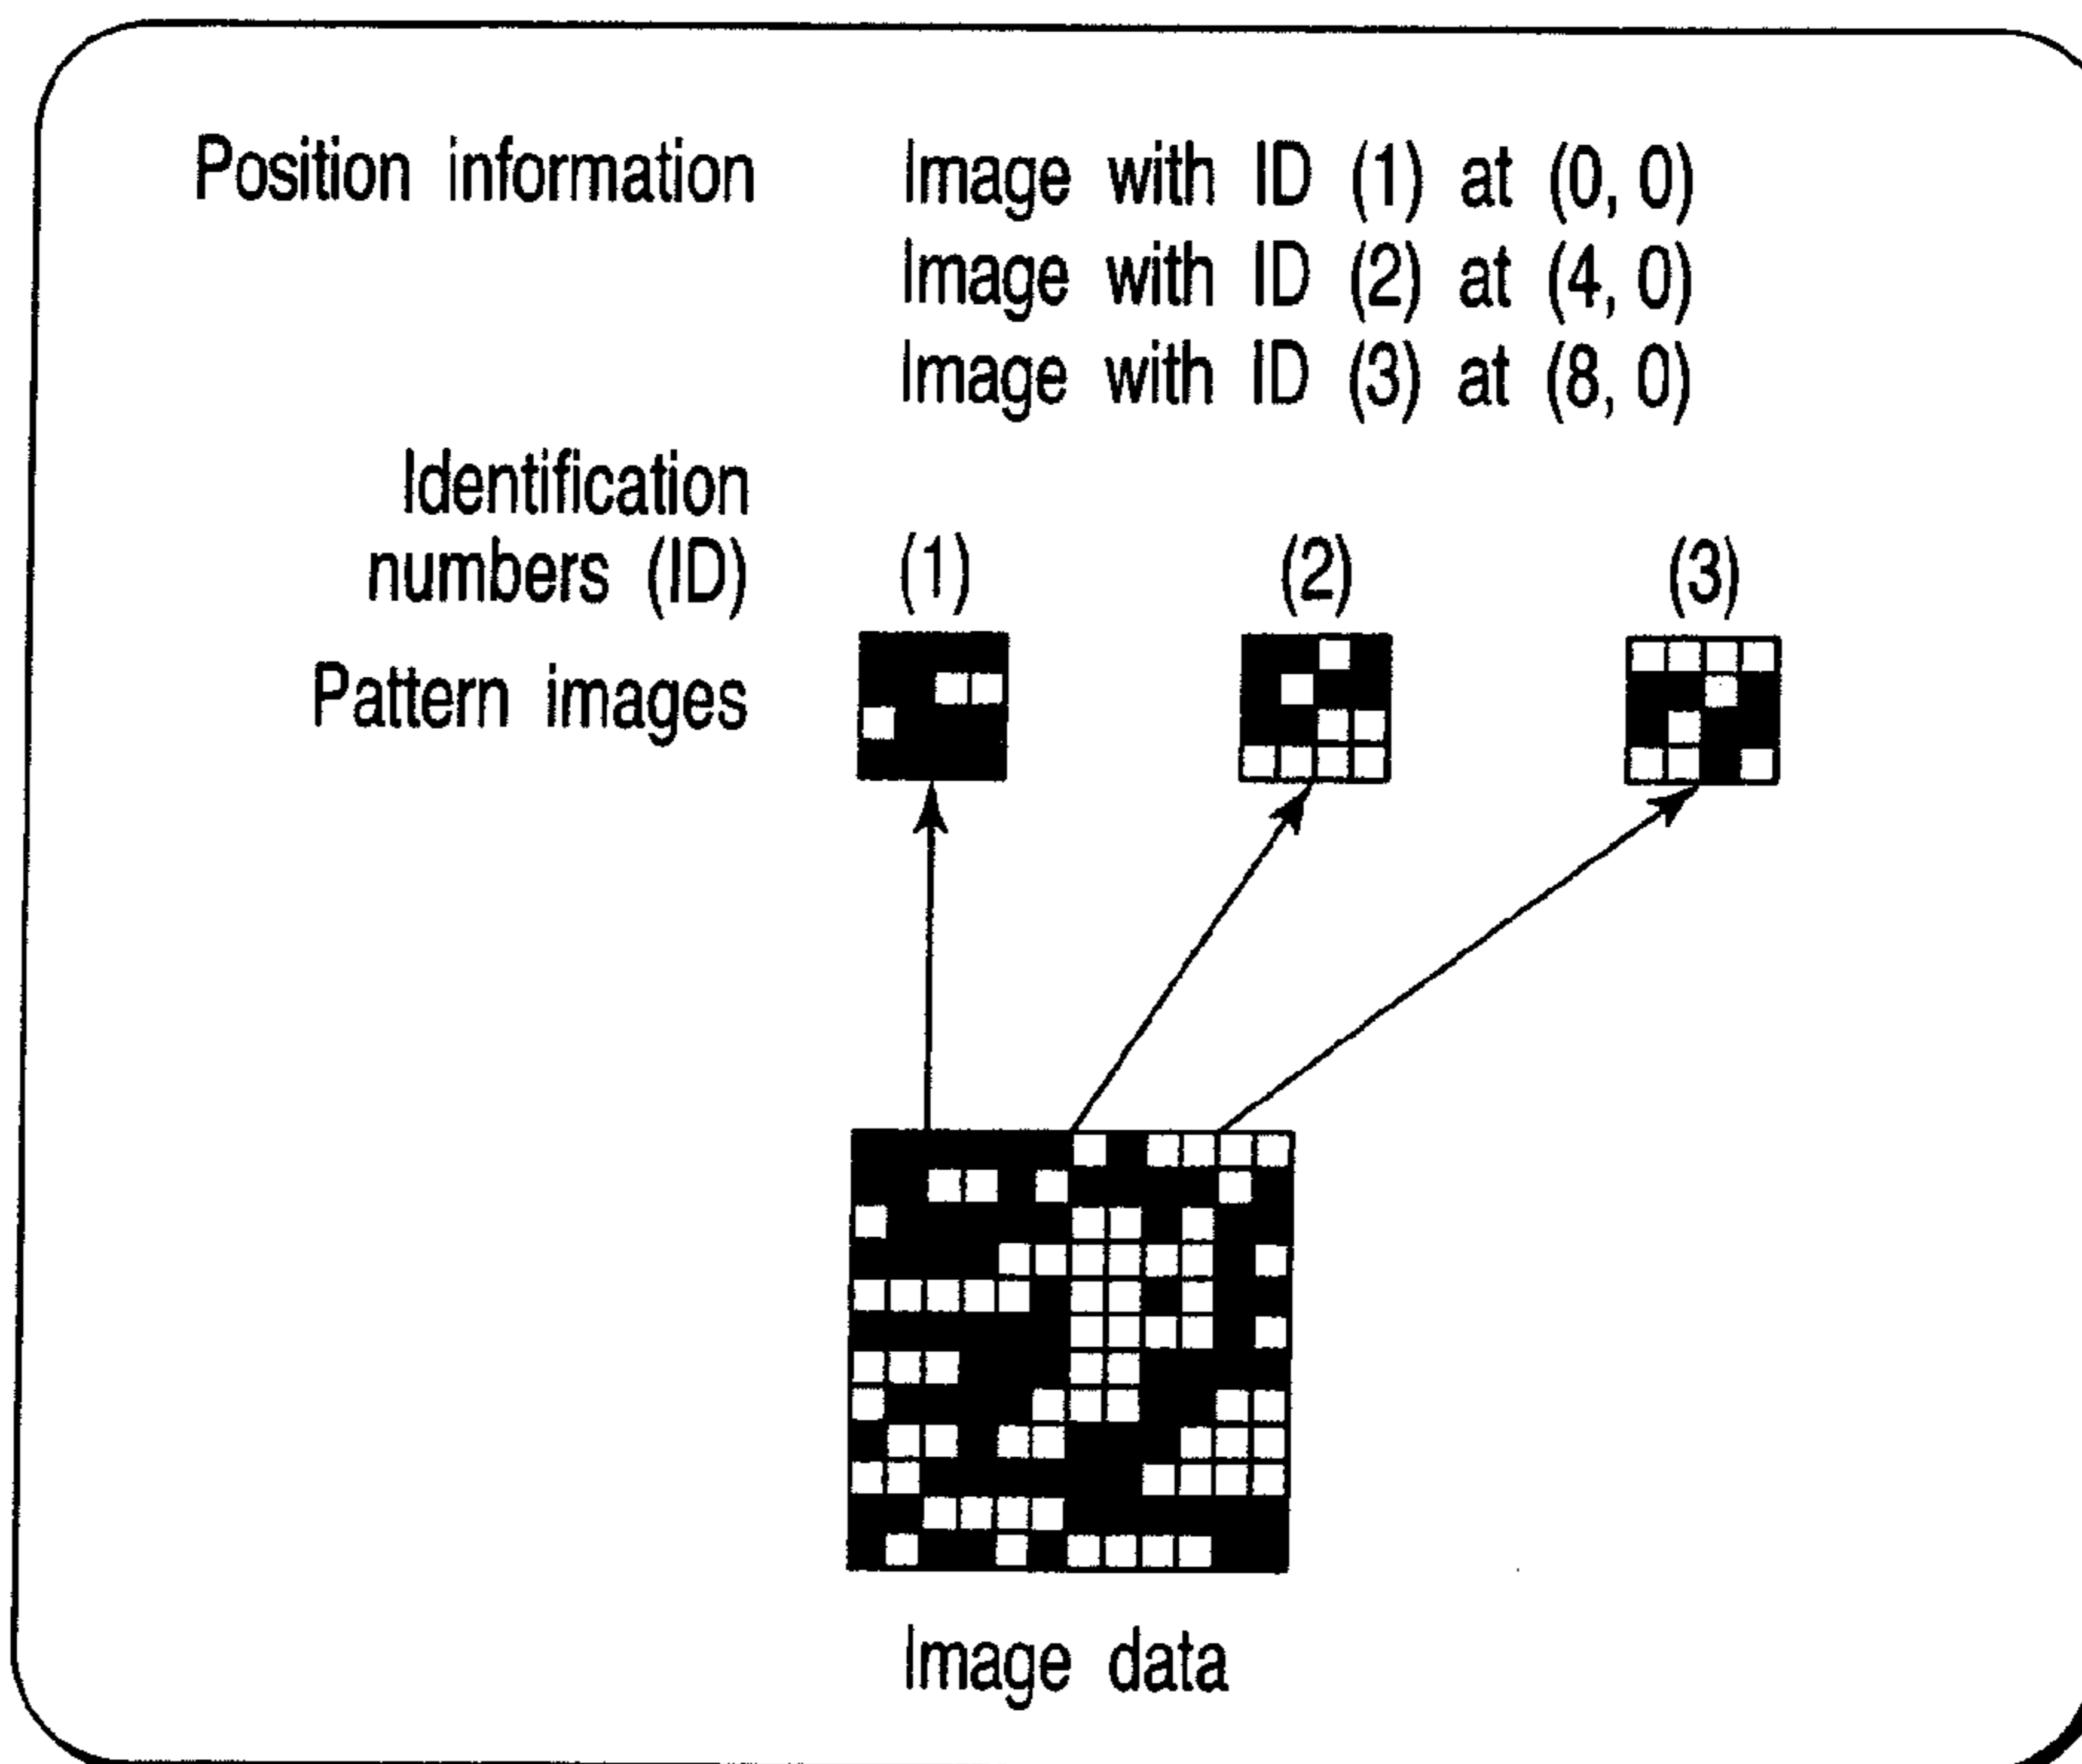 Position information Image with ID (1) at (0, 0)
Image with ID (2) at (4, 0)
Image with ID (3) at (8, 0)
Identification
numbers (ID) (1) (2) (3)
Pattern images
Image data